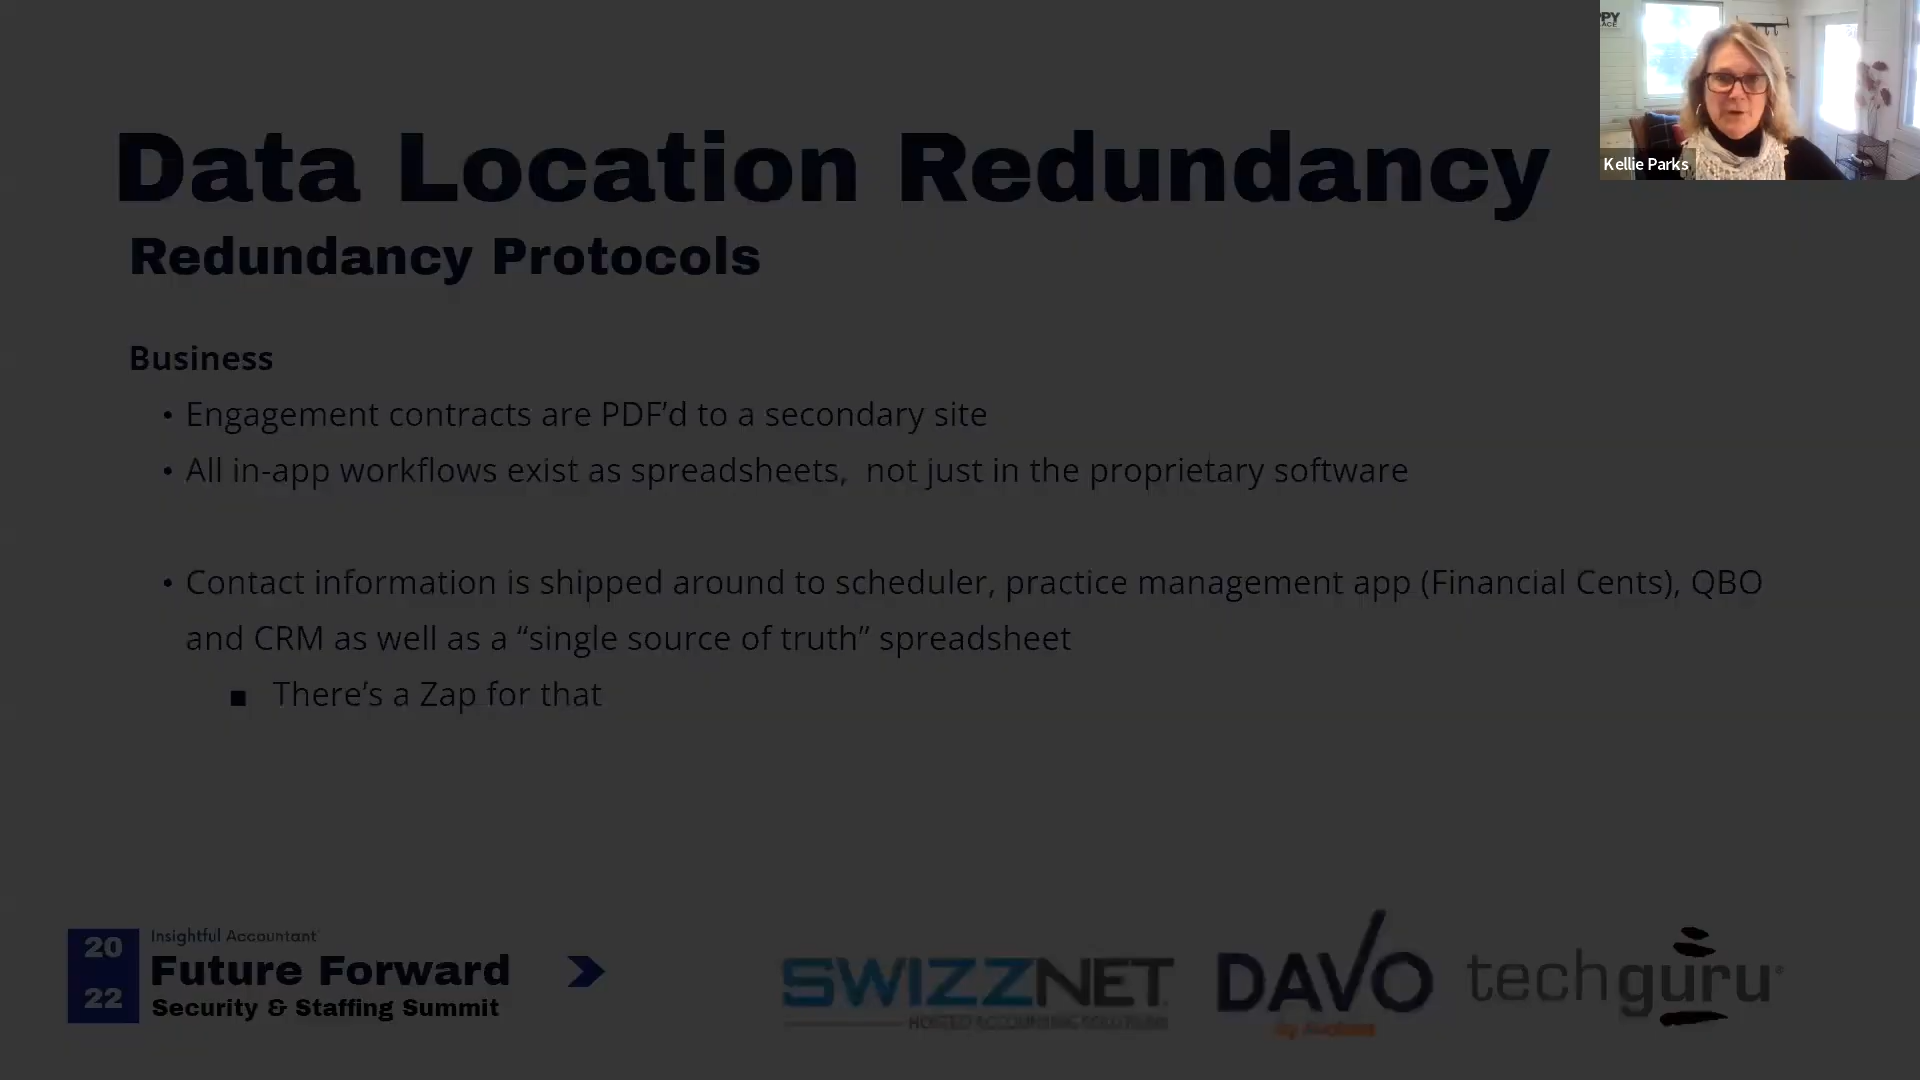 Data Location Redundancy
Redundancy Protocols
Business
• Engagement contracts are PDF’d to a secondary site
• All in-app workflows exist as spreadsheets,  not just in the proprietary software
• Contact information is shipped around to scheduler, practice management app (Financial Cents), QBO
and CRM as well as a “single source of truth” spreadsheet
■ There’s a Zap for that
PPY
Kellie Parks
20
22
Insightful Accountant
Future Forward
Security & Staffing Summit
SWIZZNET
HOSTED ACCOUNTING SOLUTIONS
DAVO
by Avalara
techguru